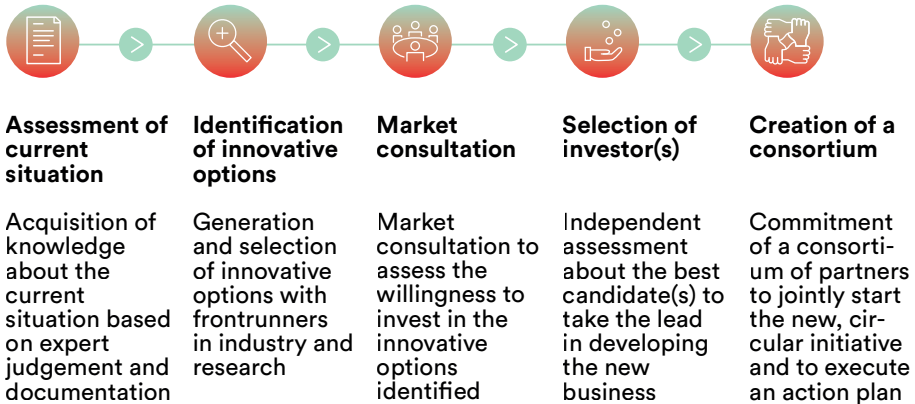 Assessment of
current
situation
Acquisition of
knowledge
about the
current
situation based
on expert
judgement and
documentation
Identification
of innovative
options
Generation
and selection
of innovative
options with
frontrunners
in industry and
research
Market
consultation
Market
consultation to
assess the
willingness to
invest in the
innovative
options
identified
Selection of
investor(s)
Independent
assessment
about the best
candidate(s) to
take the lead
in developing
the new
business
Creation of a
consortium
Commitment
of a consorti-
um of partners
to jointly start
the new, cir-
cular initiative
and to execute
an action plan